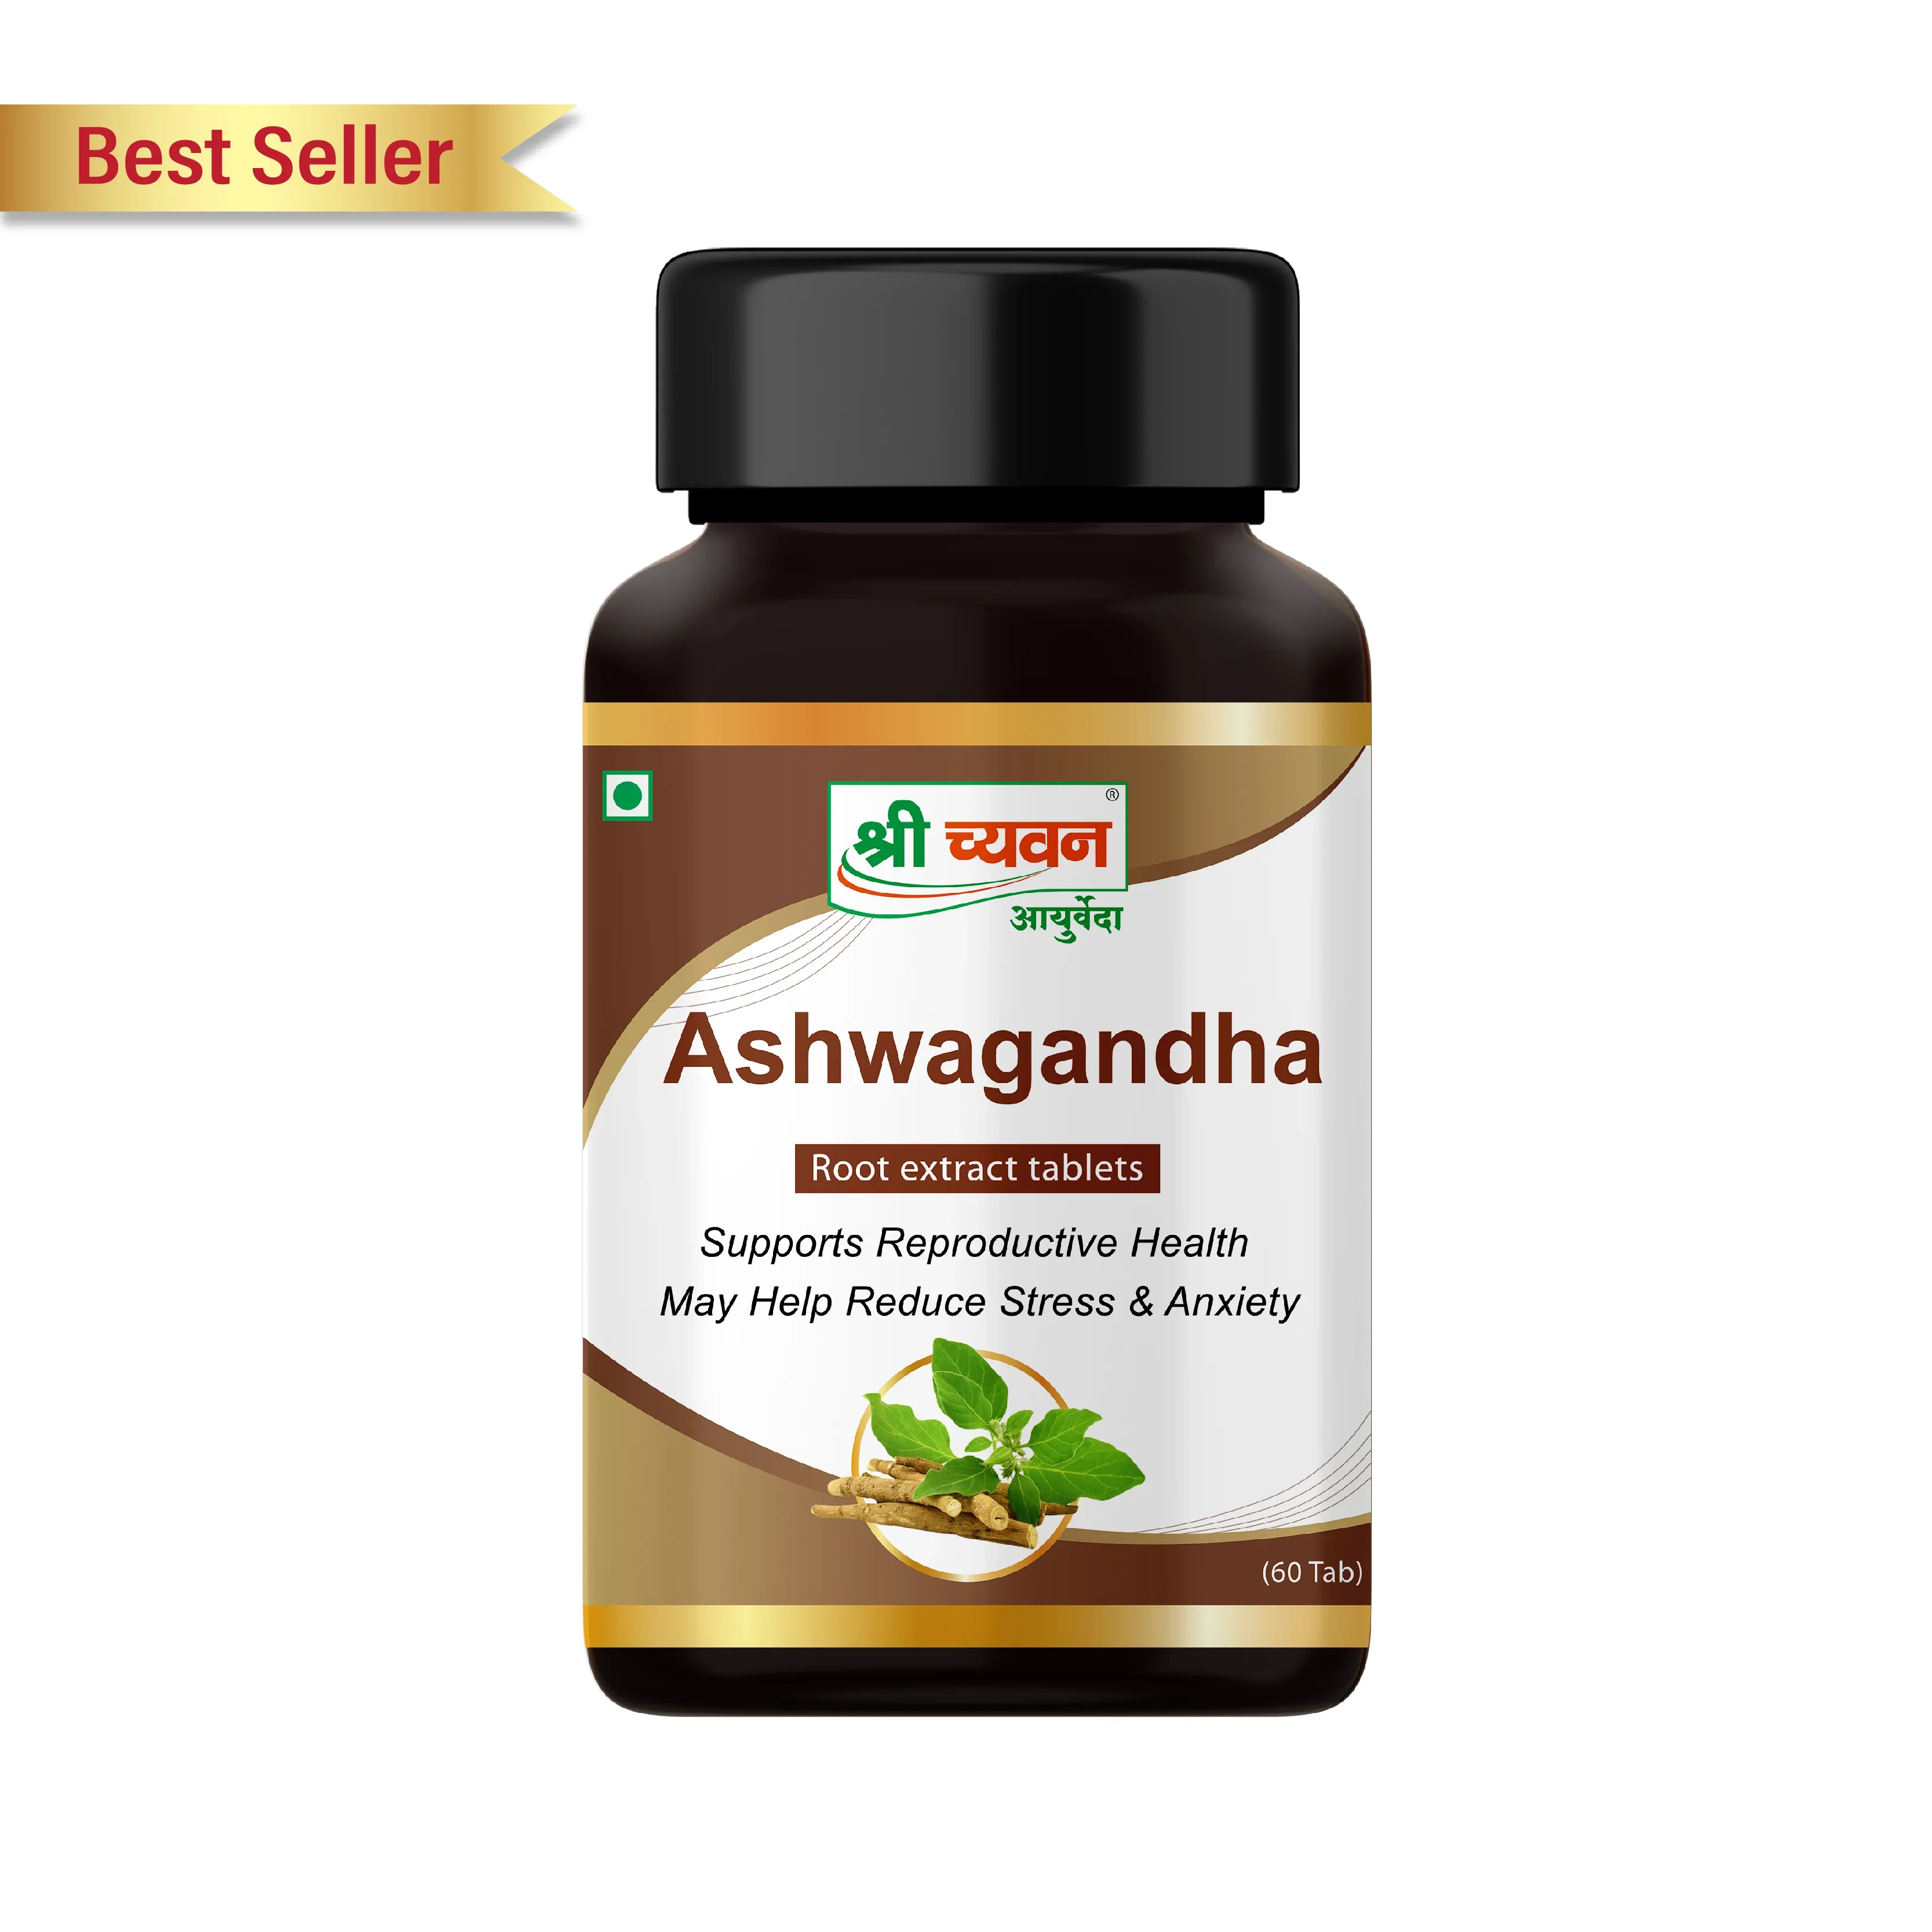 Best Seller
श्री च्यवन ®
आयुर्वेदा
Ashwagandha
Root extract tablets
Supports Reproductive Health
May Help Reduce Stress & Anxiety
(60 Tab)